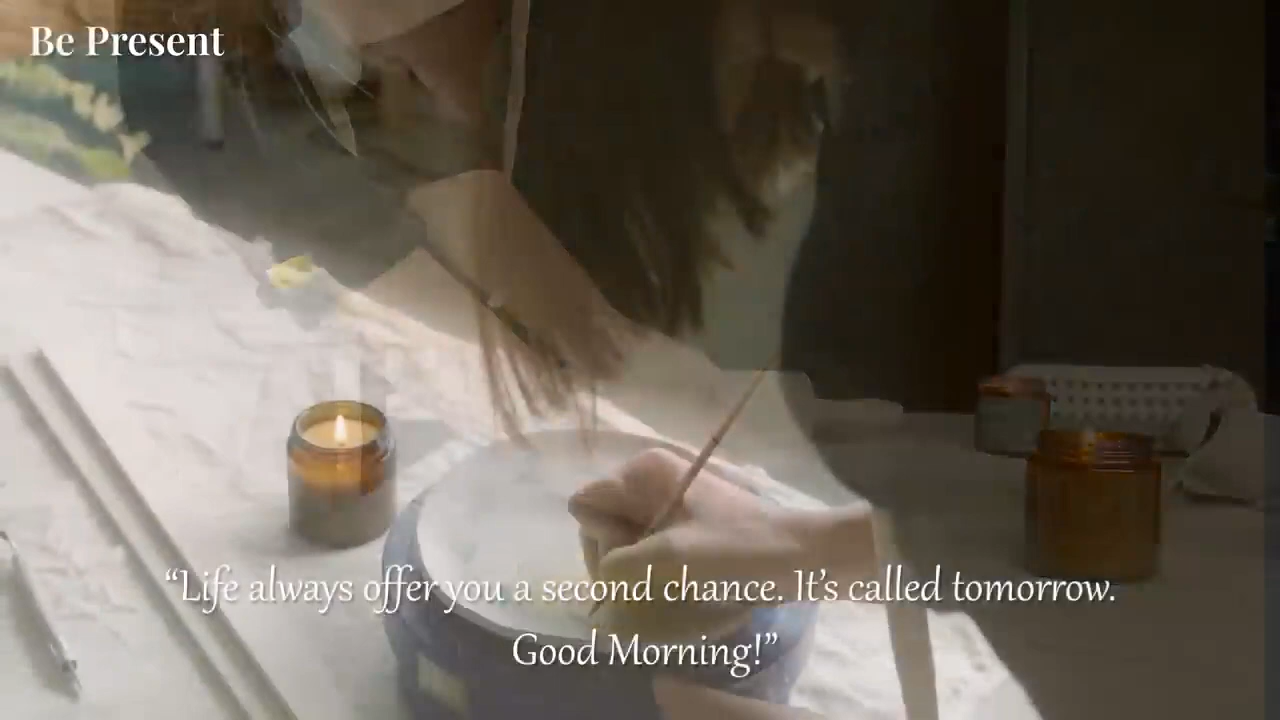 Be Present
“Life always offer you a second chance. It’s called tomorrow.
Good Morning!”